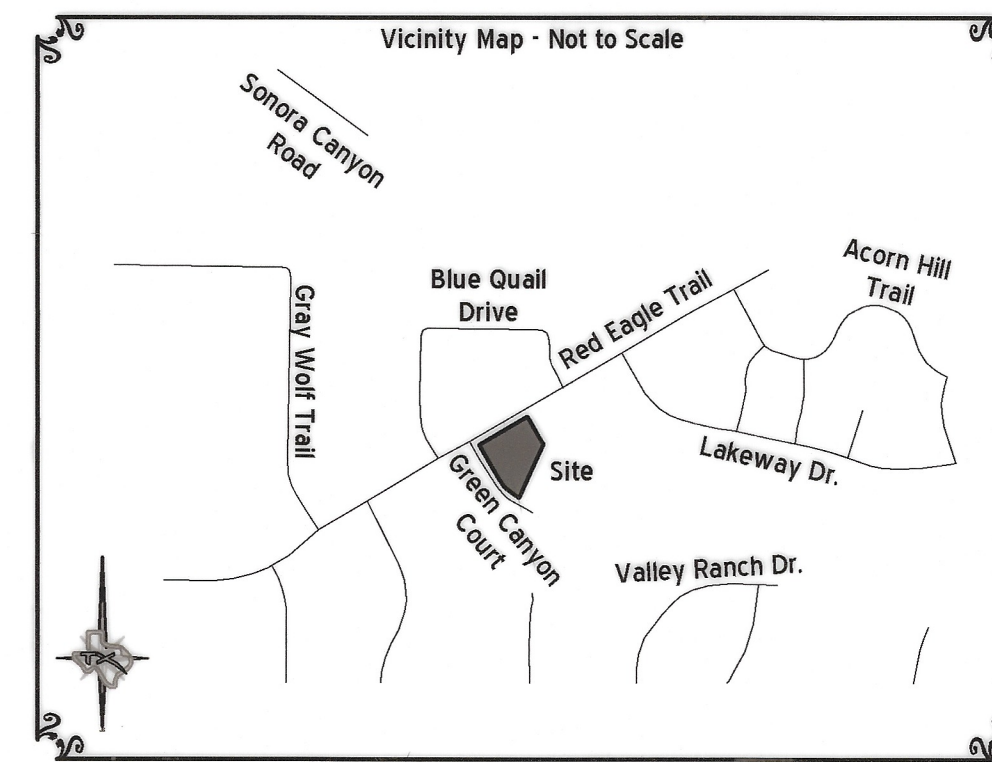 Vicinity Map - Not to Scale
Sonora Canyon
Road
Acorn Hill
Trail
Blue Quail
Drive
Red Eagle Trail
Gray Wolf Trail
Lakeway Dr.
Site
Green Canyon
Court
Valley Ranch Dr.
TX